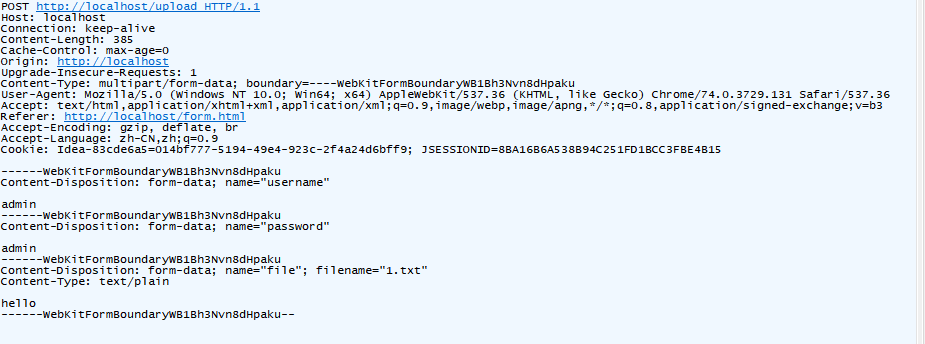 POST http://localhost/upload HTTP/1.1
Host: localhost
Connection: keep-alive
Content-Length: 385
Cache-Control: max-age=0
Origin: http://localhost
Upgrade-Insecure-Requests: 1
Content-Type: multipart/form-data; boundary=----WebKitFormBoundaryWB1Bh3Nvn8dHpaku
User-Agent: Mozilla/5.0 (Windows NT 10.0; Win64; x64) AppleWebKit/537.36 (KHTML, like Gecko) Chrome/74.0.3729.131 Safari/537.36
Accept: text/html,application/xhtml+xml,application/xml;q=0.9,image/webp,image/apng,*/*;q=0.8,application/signed-exchange;v=b3
Referer: http://localhost/form.html
Accept-Encoding: gzip, deflate, br
Accept-Language: zh-CN,zh;q=0.9
Cookie: Idea-83cde6a5=014bf777-5194-49e4-923c-2f4a24d6bff9; JSESSIONID=8BA16B6A538B94C251FD1BCC3FBE4B15
------WebKitFormBoundaryWB1Bh3Nvn8dHpaku
Content-Disposition: form-data; name="username"
admin
------WebKitFormBoundaryWB1Bh3Nvn8dHpaku
Content-Disposition: form-data; name="password"
admin
------WebKitFormBoundaryWB1Bh3Nvn8dHpaku
Content-Disposition: form-data; name="file"; filename="1.txt"
Content-Type: text/plain
hello
------WebKitFormBoundaryWB1Bh3Nvn8dHpaku--